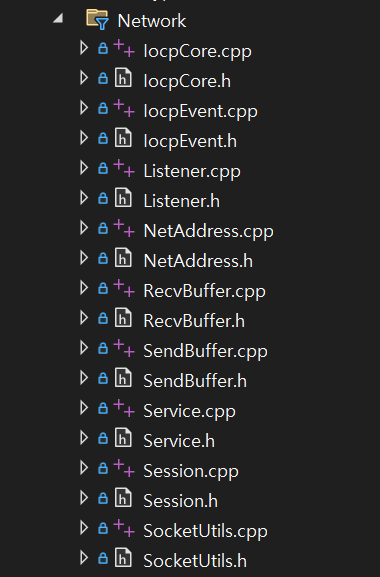 Network
IocpCore.cpp
IocpCore.h
IocpEvent.cpp
IocpEvent.h
Listener.cpp
Listener.h
NetAddress.cpp
NetAddress.h
RecvBuffer.cpp
RecvBuffer.h
SendBuffer.cpp
SendBuffer.h
Service.cpp
Service.h
Session.cpp
Session.h
SocketUtils.cpp
SocketUtils.h